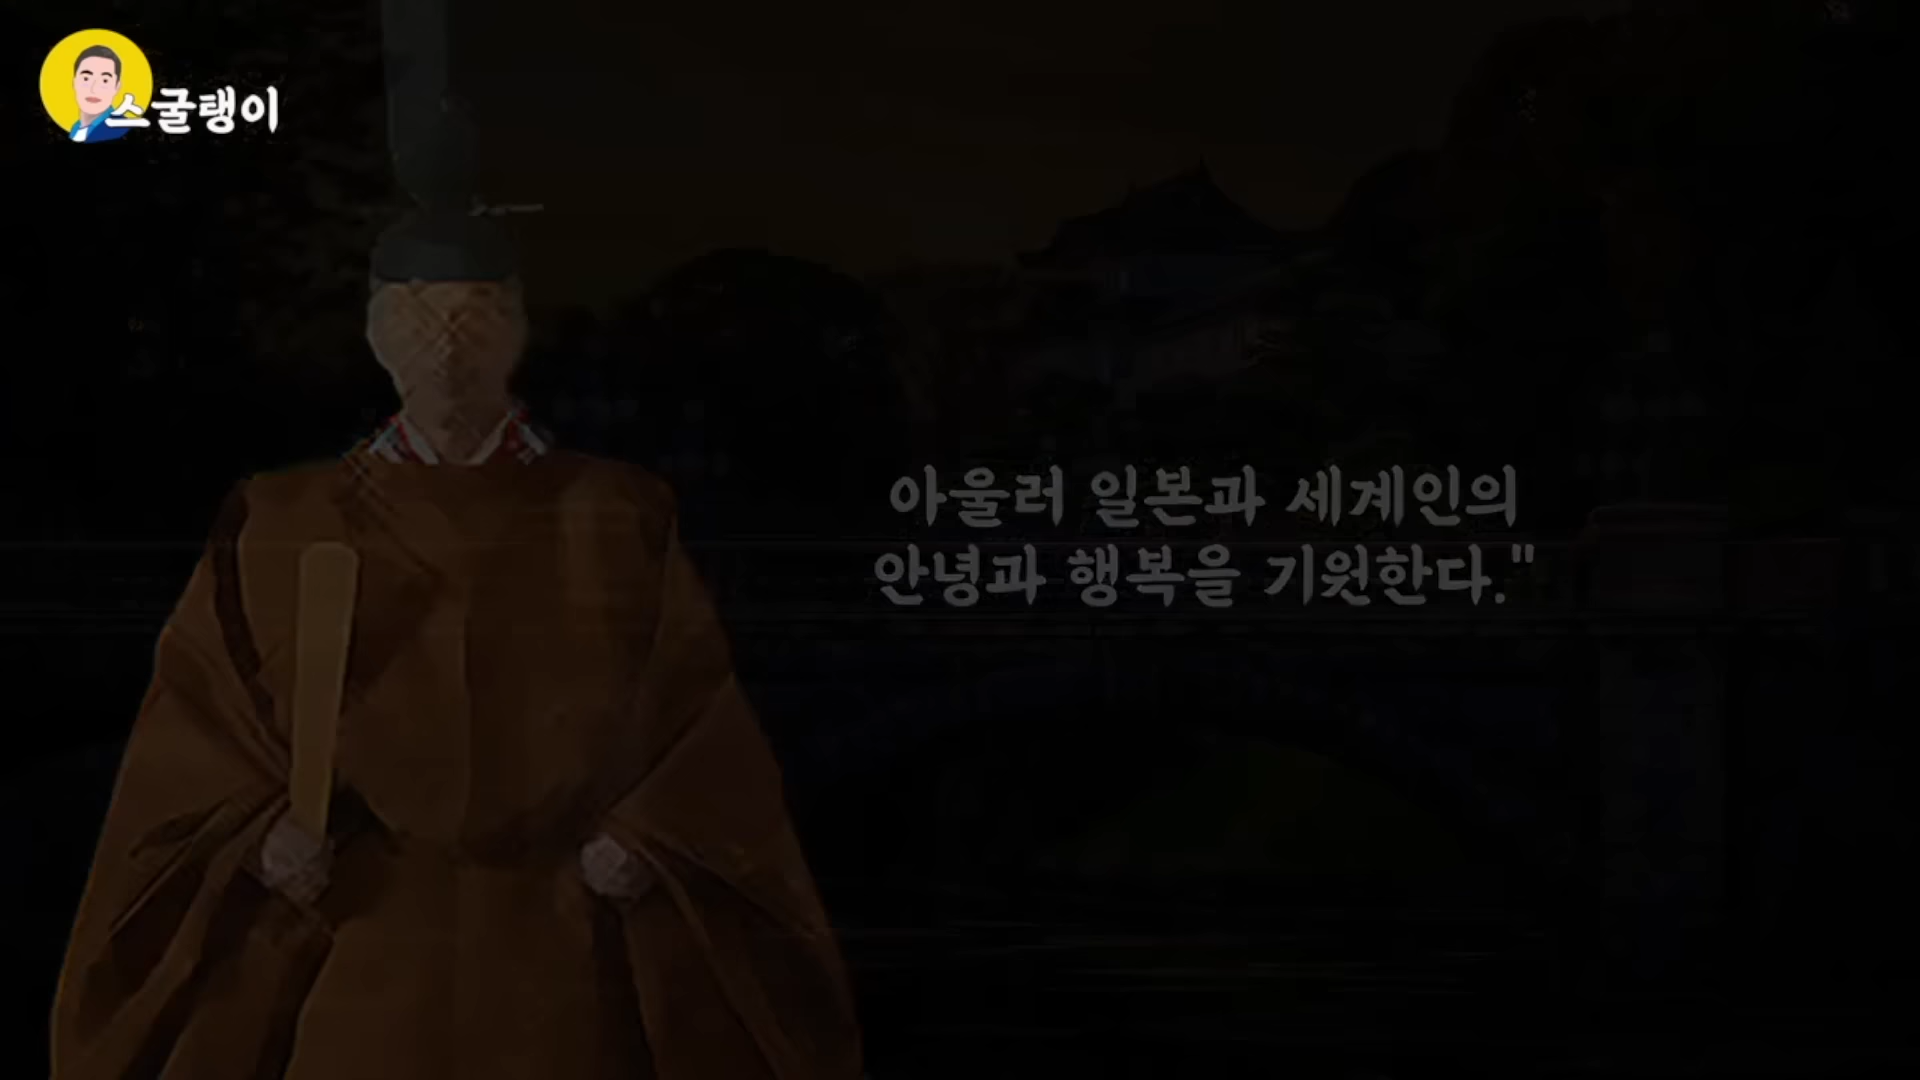 스굴탱이
아울러 일본과 세계인의
안녕과 행복을 기원한다."